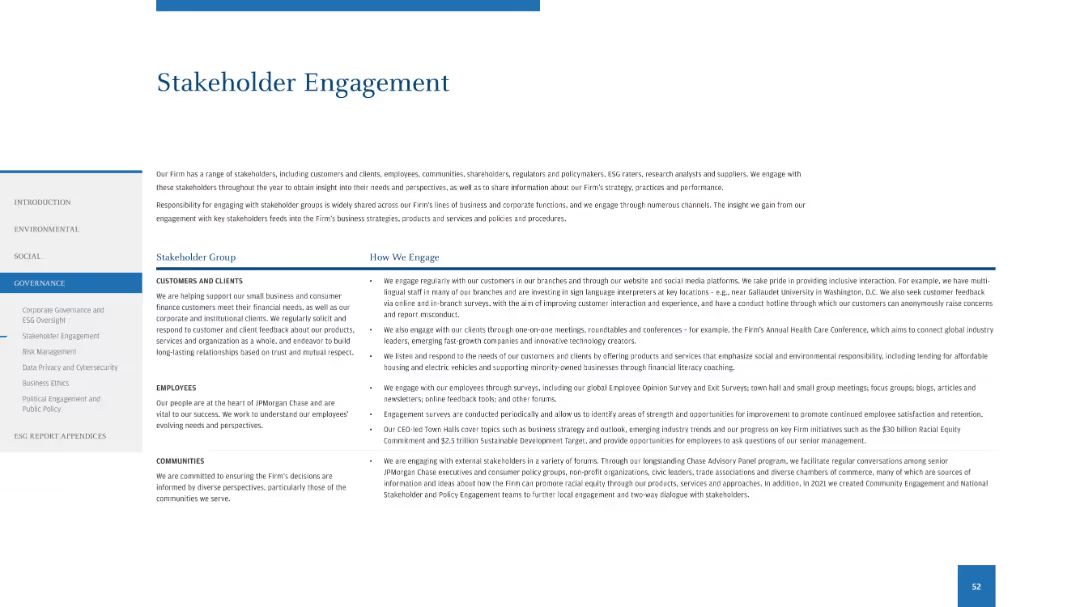 Stakeholder Engagement
INTRODUCTION
ENVIRONMENTAL
SOCIAL
GOVERNANCE
Corporate Governance and
ESG Oversight
Stakeholder Engagement
Risk Management
Data Privacy and Cybersecurity
Business Ethics
Political Engagement and
Public Policy
ESG REPORT APPENDICES
Our Firm has a range of stakeholders, including customers and clients, employees, communities, shareholders, regulators and policymakers, ESG raters, research analysts and suppliers. We engage with
these stakeholders throughout the year to obtain insight into their needs and perspectives, as well as to share information about our Firm's strategy, practices and performance.
Responsibility for engaging with stakeholder groups is widely shared across our Firm's lines of business and corporate functions, and we engage through numerous channels. The insight we gain from our
engagement with key stakeholders feeds into the Firm's business strategies, products and services and policies and procedures.
Stakeholder Group
How We Engage
CUSTOMERS AND CLIENTS
We are helping support our small business and consumer
finance customers meet their financial needs, as well as our
corporate and institutional clients. We regularly solicit and
respond to customer and client feedback about our products,
services and organization as a whole, and endeavor to build
long-lasting relationships based on trust and mutual respect.
• We engage regularly with our customers in our branches and through our website and social media platforms. We take pride in providing inclusive interaction. For example, we have multi-
lingual staff in many of our branches and are investing in sign language interpreters at key locations – e.g., near Gallaudet University in Washington, D.C. We also seek customer feedback
via online and in-branch surveys, with the aim of improving customer interaction and experience, and have a conduct hotline through which our customers can anonymously raise concerns
and report misconduct.
• We also engage with our clients through one-on-one meetings, roundtables and conferences – for example, the Firm's Annual Health Care Conference, which aims to connect global industry
leaders, emerging fast-growth companies and innovative technology creators.
• We listen and respond to the needs of our customers and clients by offering products and services that emphasize social and environmental responsibility, including lending for affordable
housing and electric vehicles and supporting minority-owned businesses through financial literacy coaching.
EMPLOYEES
Our people are at the heart of JPMorgan Chase and are
vital to our success. We work to understand our employees'
evolving needs and perspectives.
• We engage with our employees through surveys, including our global Employee Opinion Survey and Exit Surveys; town hall and small group meetings; focus groups; blogs, articles and
newsletters; online feedback tools; and other forums.
• Engagement surveys are conducted periodically and allow us to identify areas of strength and opportunities for improvement to promote continued employee satisfaction and retention.
• Our CEO-led Town Halls cover topics such as business strategy and outlook, emerging industry trends and our progress on key Firm initiatives such as the $30 billion Racial Equity
Commitment and $2.5 trillion Sustainable Development Target, and provide opportunities for employees to ask questions of our senior management.
COMMUNITIES
We are committed to ensuring the Firm's decisions are
informed by diverse perspectives, particularly those of the
communities we serve.
• We are engaging with external stakeholders in a variety of forums. Through our longstanding Chase Advisory Panel program, we facilitate regular conversations among senior
JPMorgan Chase executives and consumer policy groups, non-profit organizations, civic leaders, trade associations and diverse chambers of commerce, many of which are sources of
information and ideas about how the Firm can promote racial equity through our products, services and approaches. In addition, in 2021 we created Community Engagement and National
Stakeholder and Policy Engagement teams to further local engagement and two-way dialogue with stakeholders.
52